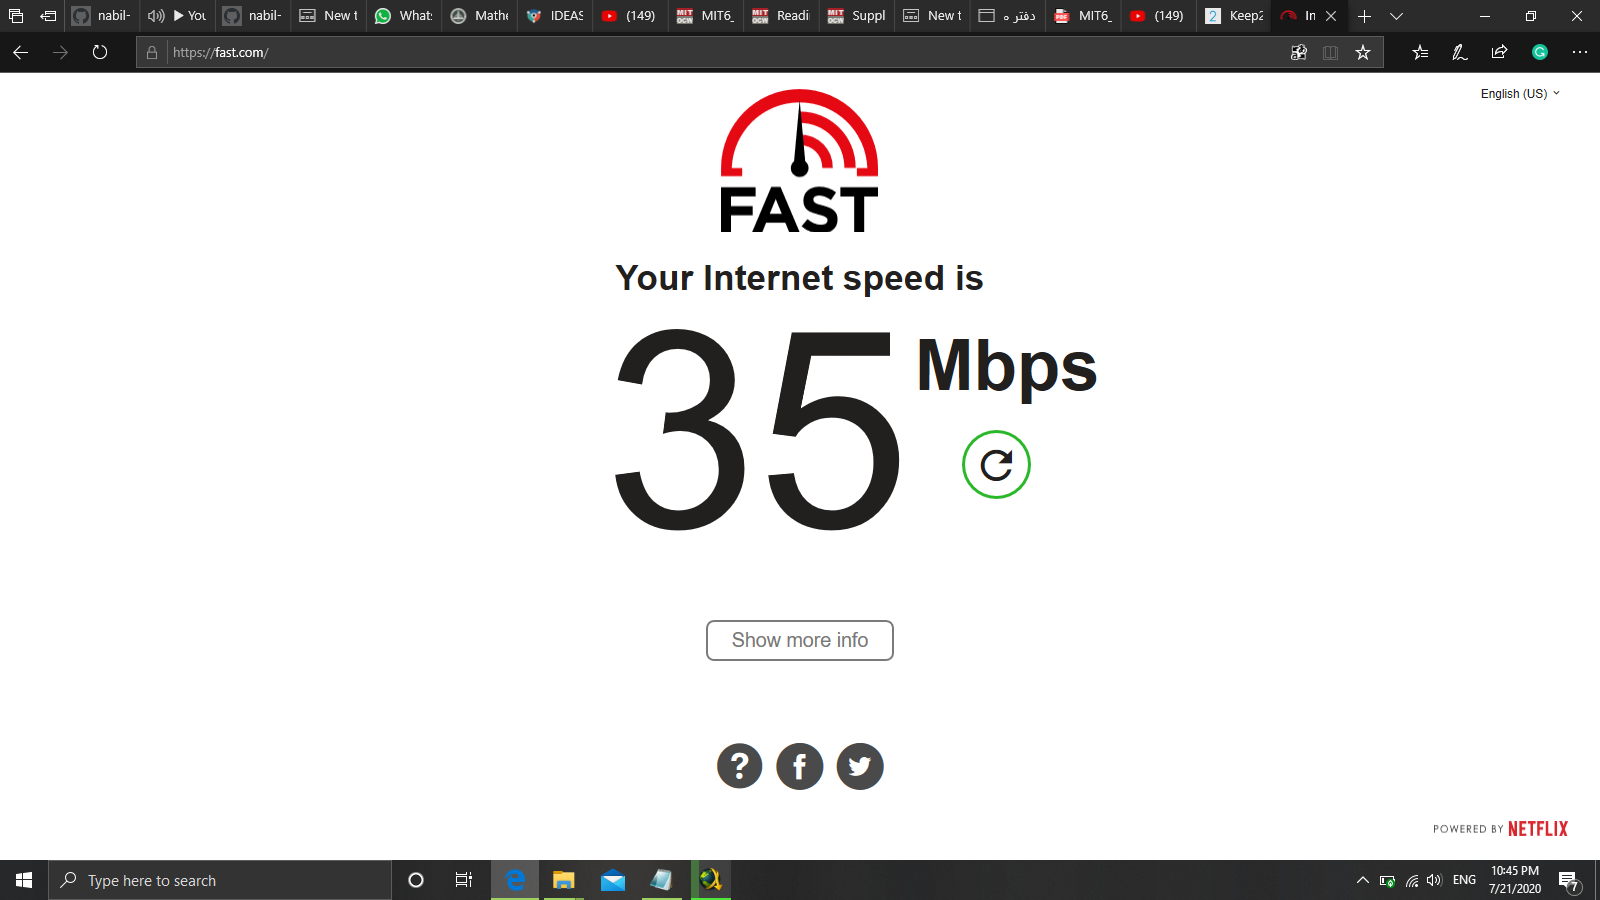 nabil-
You
nabil-
New t
What:
Mathe
IDEAS
(149)
MIT6_
Readi
Suppl
New t
دفتر ه
MIT6_
(149)
Keep2
In
https://fast.com/
English (US)
FAST
Your Internet speed is
35 Mbps
Show more info
POWERED BY NETFLIX
Type here to search
ENG
10:45 PM
7/21/2020
7